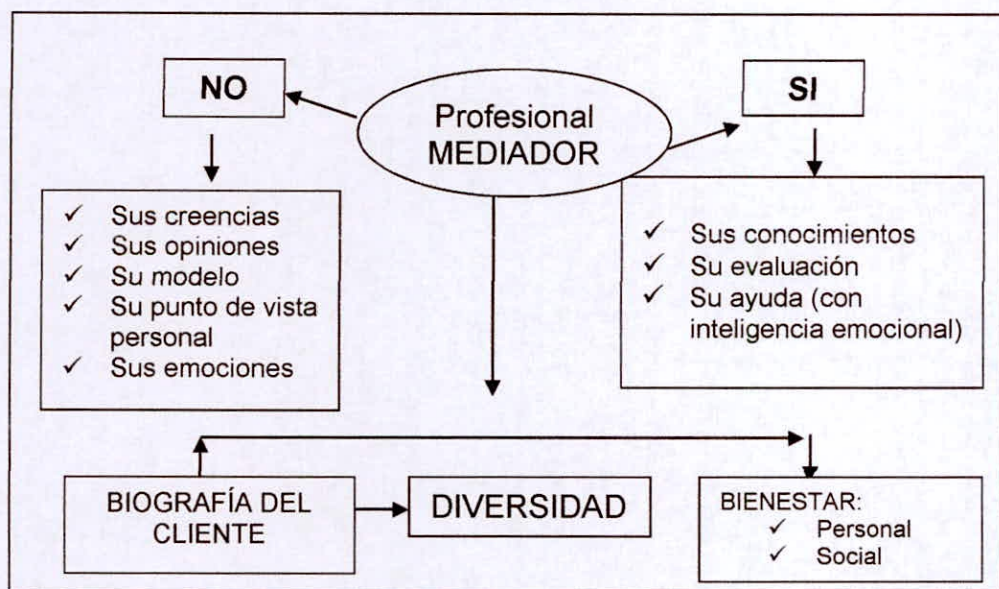 NO
Profesional
MEDIADOR
SI
✓ Sus creencias
✓ Sus opiniones
✓ Su modelo
✓ Su punto de vista
personal
✓ Sus emociones
✓ Sus conocimientos
✓ Su evaluación
✓ Su ayuda (con
inteligencia emocional)
BIOGRAFÍA DEL
CLIENTE
DIVERSIDAD
BIENESTAR:
✓ Personal
✓ Social